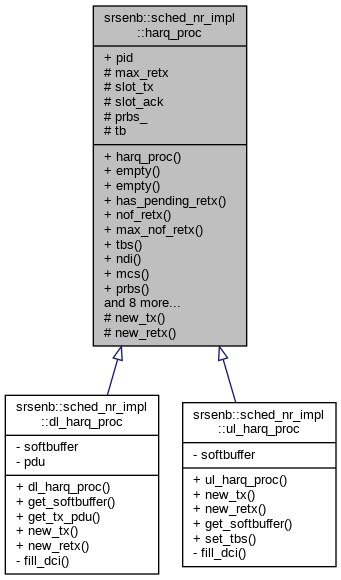 srsenb::sched_nr_impl
::harq_proc
+ pid
# max_retx
# slot_tx
# slot_ack
# prbs_
# tb
+ harq_proc()
+ empty()
+ empty()
+ has_pending_retx()
+ nof_retx()
+ max_nof_retx()
+ tbs()
+ ndi()
+ mcs()
+ prbs()
and 8 more...
# new_tx()
# new_retx()
srsenb::sched_nr_impl
::dl_harq_proc
- softbuffer
- pdu
+ dl_harq_proc()
+ get_softbuffer()
+ get_tx_pdu()
+ new_tx()
+ new_retx()
- fill_dci()
srsenb::sched_nr_impl
::ul_harq_proc
- softbuffer
+ ul_harq_proc()
+ new_tx()
+ new_retx()
+ get_softbuffer()
+ set_tbs()
- fill_dci()